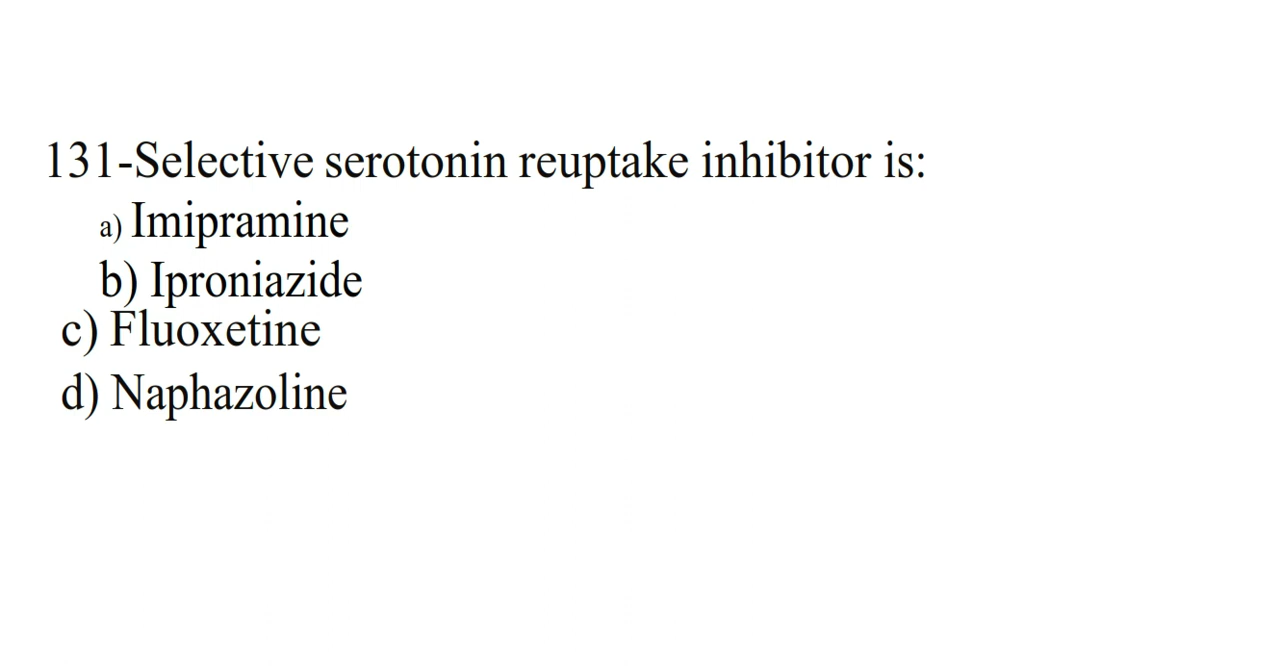 131-Selective serotonin reuptake inhibitor is:
a) Imipramine
b) Iproniazide
c) Fluoxetine
d) Naphazoline